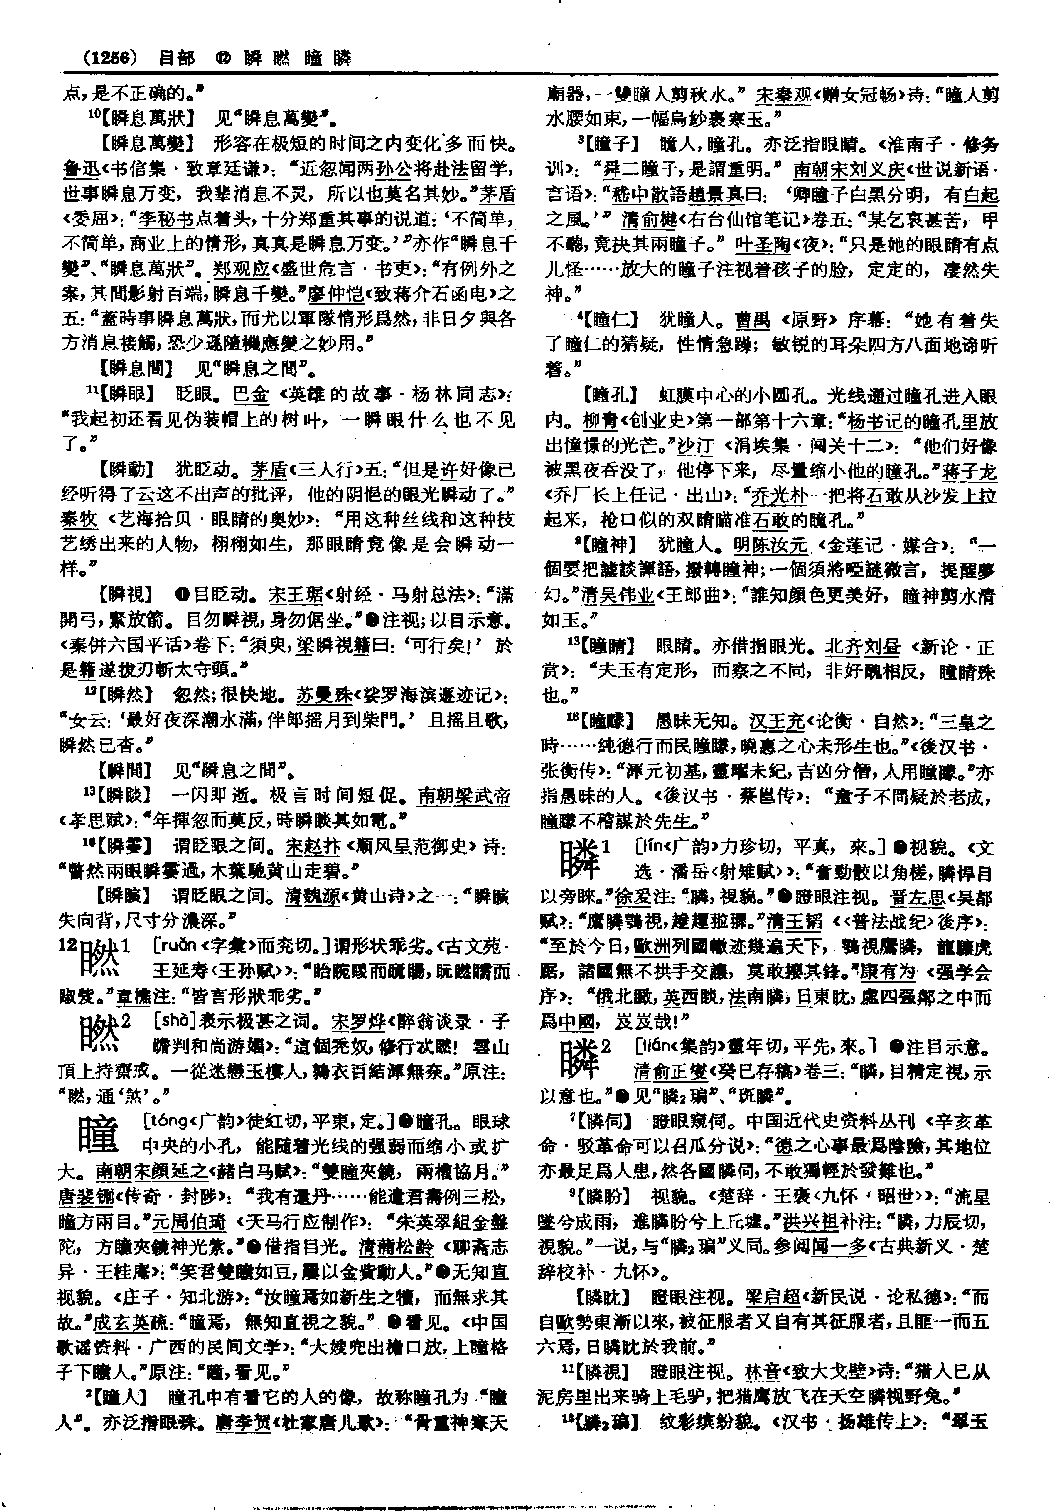 (1256) 目部 ⑫ 瞬 瞰 瞳 瞵
点，是不正确的。”
¹⁰【瞬息萬狀】 见“瞬息萬變”。
【瞬息萬變】 形容在极短的时间之内变化多而快。
鲁迅《书信集·致章廷谦》：“近忽闻两孙公将赴法留学，
世事瞬息万变，我辈消息不灵，所以也莫名其妙。”茅盾
《委屈》：“李秘书点着头，十分郑重其事的说道：‘不简单，
不简单，商业上的情形，真真是瞬息万变。’”亦作“瞬息千
變”、“瞬息萬狀”。郑观应《盛世危言·书吏》：“有例外之
案，其間影射百端，瞬息千變。”廖仲恺《致蒋介石函电》之
五：“蓋時事瞬息萬狀，而尤以軍隊情形爲然，非日夕與各
方消息接觸，恐少逐隨機應變之妙用。”
【瞬息間】 见“瞬息之間”。
¹¹【瞬眼】 眨眼。巴金《英雄的故事·杨林同志》：
“我起初还看见伪装帽上的树叶，一瞬眼什么也不见
了。”
【瞬動】 犹眨动。茅盾《三人行》五：“但是许好像已
经听得了云这不出声的批评，他的阴悒的眼光瞬动了。”
秦牧《艺海拾贝·眼睛的奥妙》：“用这种丝线和这种技
艺绣出来的人物，栩栩如生，那眼睛竟像是会瞬动一
样。”
【瞬視】 ❶目眨动。宋王琚《射经·马射总法》：“滿
開弓，緊放箭。目勿瞬視，身勿倨坐。”❷注视；以目示意。
《秦併六国平话》卷下：“須臾，梁瞬視籍曰：‘可行矣！’於
是籍遂拔刃斬太守頭。”
¹²【瞬然】 忽然；很快地。苏曼殊《娑罗海滨遯迹记》：
“女云：‘最好夜深潮水滿，伴郎摇月到柴門。’且摇且歌，
瞬然已杳。”
【瞬間】 见“瞬息之間”。
¹³【瞬睒】 一闪即逝。极言时间短促。南朝梁武帝
《孝思赋》：“年揮忽而莫反，時瞬睒其如電。”
¹⁹【瞬霎】 谓眨眼之间。宋赵抃《顺风呈范御史》诗：
“瞥然兩眼瞬霎過，木葉馳黄山走碧。”
【瞬睫】 谓眨眼之间。清魏源《黄山诗》之一：“瞬睫
失向背，尺寸分濃深。”
12 1 [ruǎn《字彙》而兖切。]谓形状乖劣。《古文苑·
王延寿《王孙赋》》：
章樵注：“皆言形狀乖劣。”
2 [shà]表示极甚之词。宋罗烨《醉翁谈录·子
瞻判和尚游娼》：“這個秃奴，修行忒㬠！雲山
頂上持齋戒。一從迷戀玉樓人，鶉衣百結渾無奈。”原注：
通‘煞’。”
瞳 [tóng《广韵》徒红切，平東，定。]❶瞳孔。眼球
中央的小孔，能随着光线的强弱而缩小或扩
大。南朝宋颜延之《赭白马赋》：“雙瞳夾鏡，兩權協月。”
唐裴铏《传奇·封陟》：“我有還丹……能遣君壽例三松，
瞳方兩目。”元周伯琦《天马行应制作》：“朱英翠組金盤
陀，方瞳夾鏡神光紫。”❷借指目光。清蒲松龄《聊斋志
异·王桂庵》：“笑君雙瞳如豆，屢以金貲動人。”❸无知直
视貌。《庄子·知北游》：“汝瞳焉如新生之犢，而無求其
故。”成玄英疏：“瞳焉，無知直視之貌。”❹看见。《中国
歌谣资料·广西的民间文学》：“大嫂兜出檐口放，上瞳格
子下瞳人。”原注：“瞳，看见。”
²【瞳人】 瞳孔中有看它的人的像，故称瞳孔为“瞳
人”。亦泛指眼珠。唐李贺《杜家唐儿歌》：“骨重神寒天
廟器，一雙瞳人剪秋水。”宋秦观《赠女冠畅》诗：“瞳人剪
水腰如束，一幅烏紗裹寒玉。”
³【瞳子】 瞳人，瞳孔。亦泛指眼睛。《淮南子·修务
训》：“舜二瞳子，是謂重明。”南朝宋刘义庆《世说新语·
言语》：“嵇中散語趙景真曰：‘卿瞳子白黑分明，有白起
之風。’”清俞樾《右台仙馆笔记》卷五：“某乞哀甚苦，甲
不聽，竟抉其兩瞳子。”叶圣陶《夜》：“只是她的眼睛有点
儿怪……放大的瞳子注视着孩子的脸，定定的，凄然失
神。”
⁴【瞳仁】 犹瞳人。曹禺《原野》序幕：“她有着失
了瞳仁的猜疑，性情急躁；敏锐的耳朵四方八面地谛听
着。”
【瞳孔】 虹膜中心的小圆孔。光线通过瞳孔进入眼
内。柳青《创业史》第一部第十六章：“杨书记的瞳孔里放
出憧憬的光芒。”沙汀《涓埃集·闯关十二》：“他们好像
被黑夜吞没了，他停下来，尽量缩小他的瞳孔。”蒋子龙
《乔厂长上任记·出山》：“乔光朴一把将石敢从沙发上拉
起来，枪口似的双睛瞄准石敢的瞳孔。”
⁹【瞳神】 犹瞳人。明陈汝元《金莲记·媒合》：“一
個要把謔談譚語，撥轉瞳神；一個須將啞謎微言，提醒夢
幻。”清吴伟业《王郎曲》：“誰知顔色更美好，瞳神剪水清
如玉。”
¹³【瞳睛】 眼睛。亦借指眼光。北齐刘昼《新论·正
赏》：“夫玉有定形，而察之不同，非好醜相反，瞳睛殊
也。”
¹⁸【瞳矇】 愚昧无知。汉王充《论衡·自然》：“三皇之
時……純德行而民瞳矇，曉惠之心未形生也。”《後汉书·
张衡传》：“渾元初基，靈曜未紀，吉凶分錯，人用瞳矇。”亦
指愚昧的人。《後汉书·蔡邕传》：“童子不問疑於老成，
瞳矇不稽謀於先生。”
瞵1 [lín《广韵》力珍切，平真，來。]❶视貌。《文
选·潘岳《射雉赋》》：“奮勁骹以角槎，瞵悍目
以旁睞。”徐爰注：“瞵，視貌。”❷瞪眼注视。晋左思《吴都
赋》：“鷹瞵鶚視，
“至於今日，歐洲列國轍迹幾遍天下，鶚視鷹瞵，龍驤虎
踞，諸國無不拱手交讓，莫敢攖其鋒。”康有为《强学会
序》：“俄北瞰，英西睒，法南瞵，日東眈，處四强鄰之中而
爲中國，岌岌哉！”
瞵2 [lián《集韵》靈年切，平先，來。]❶注目示意。
清俞正燮《癸巳存稿》卷三：“瞵，目精定視，示
以意也。”❷见“瞵₂㻞”、“斑瞵”。
⁷【瞵伺】 瞪眼窥伺。中国近代史资料丛刊《辛亥革
命·驳革命可以召瓜分说》：“德之心事最爲陰險，其地位
亦最足爲人患，然各國瞵伺，不敢獨輕於發難也。”
⁹【瞵盼】 视貌。《楚辞·王褒《九怀·昭世》》：“流星
墜兮成雨，進瞵盼兮上丘墟。”洪兴祖补注：“瞵，力辰切，
視貌。”一说，与“瞵₂㻞”义同。参阅闻一多《古典新义·楚
辞校补·九怀》。
【瞵眈】 瞪眼注视。梁启超《新民说·论私德》：“而
自歐勢東漸以來，被征服者又自有其征服者，且匪一而五
六焉，日瞵眈於我前。”
¹¹【瞵視】 瞪眼注视。林音《致大戈壁》诗：“猎人已从
泥房里出来骑上毛驴，把猎鹰放飞在天空瞵视野兔。”
¹³【瞵₂㻞】 纹彩缤纷貌。《汉书·扬雄传上》：“翠玉